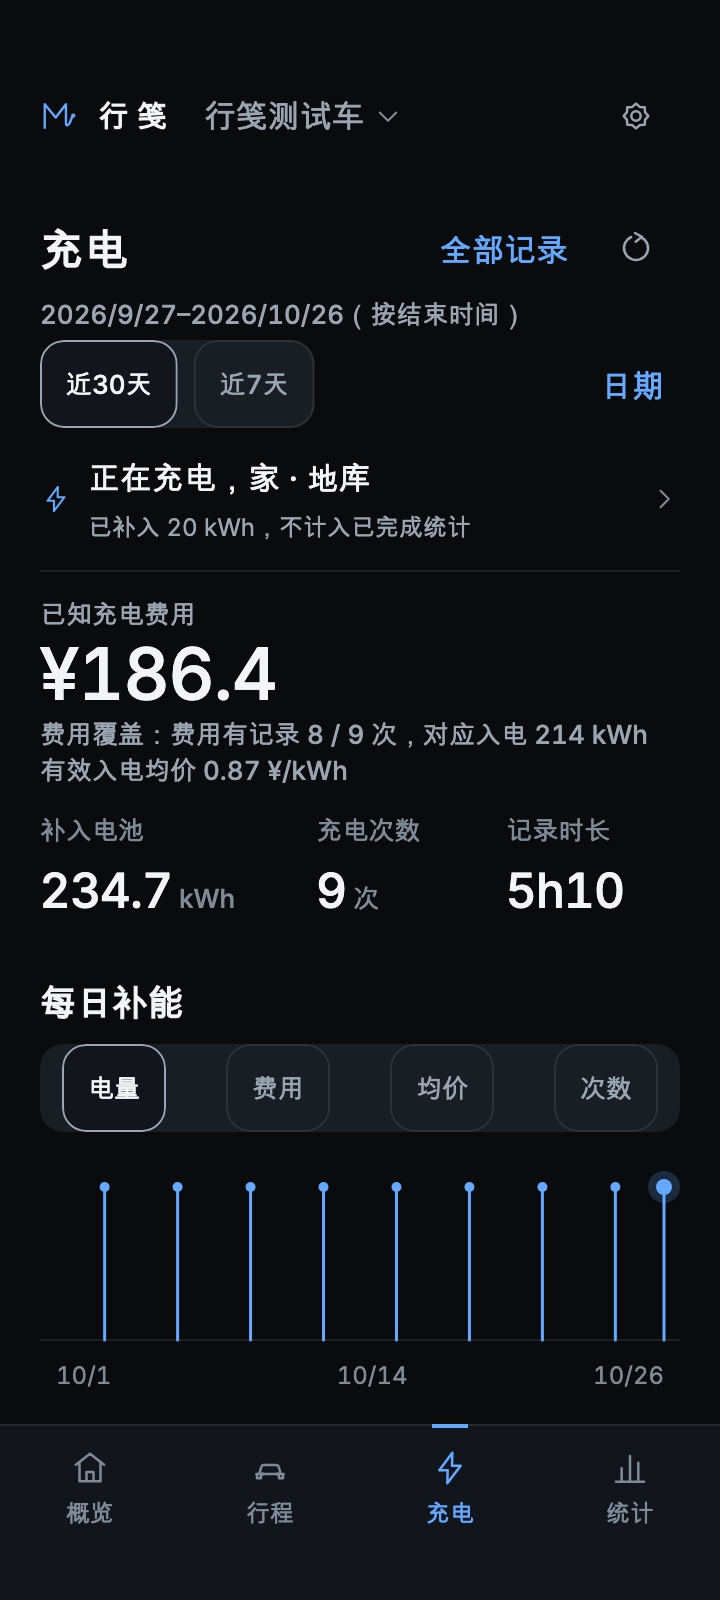 行 笺 行笺测试车
充电 全部记录
2026/9/27–2026/10/26（按结束时间）
近30天 近7天 日期
正在充电，家 · 地库
已补入 20 kWh，不计入已完成统计
已知充电费用
¥186.4
费用覆盖：费用有记录 8 / 9 次，对应入电 214 kWh
有效入电均价 0.87 ¥/kWh
补入电池 充电次数 记录时长
234.7 kWh 9 次 5h10
每日补能
电量 费用 均价 次数
10/1 10/14 10/26
概览 行程 充电 统计